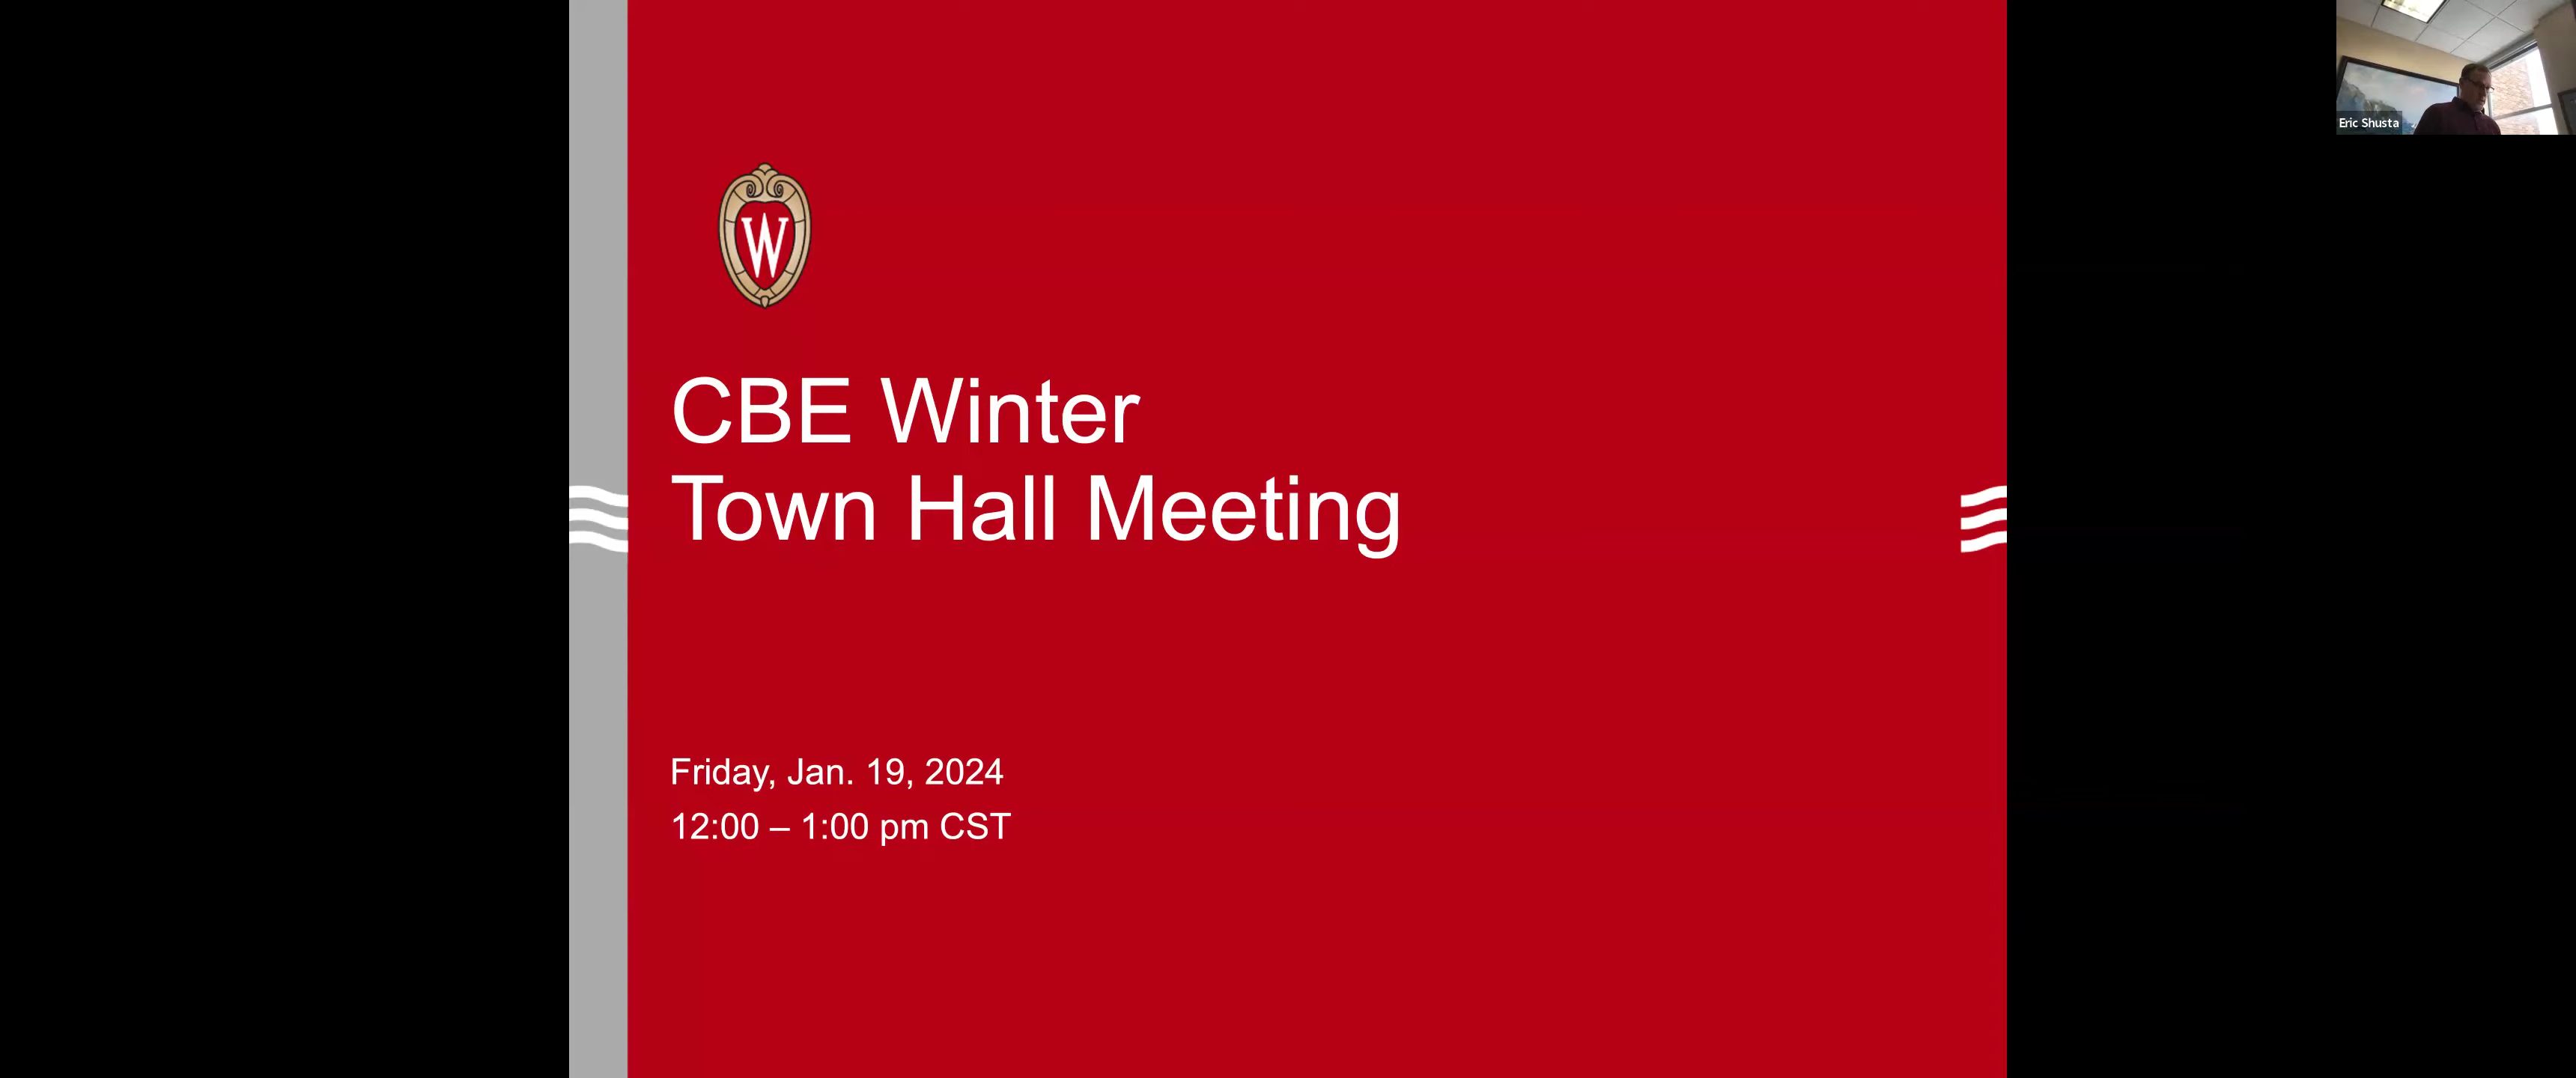 W
CBE Winter
Town Hall Meeting
Friday, Jan. 19, 2024
12:00 – 1:00 pm CST
Eric Shusta